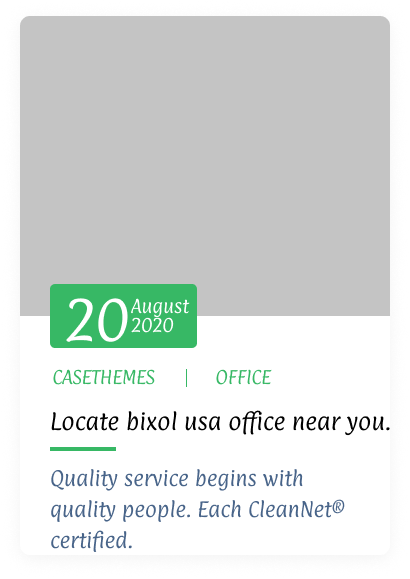 20 August
2020
CASETHEMES | OFFICE
Locate bixol usa office near you.
Quality service begins with
quality people. Each CleanNet®
certified.